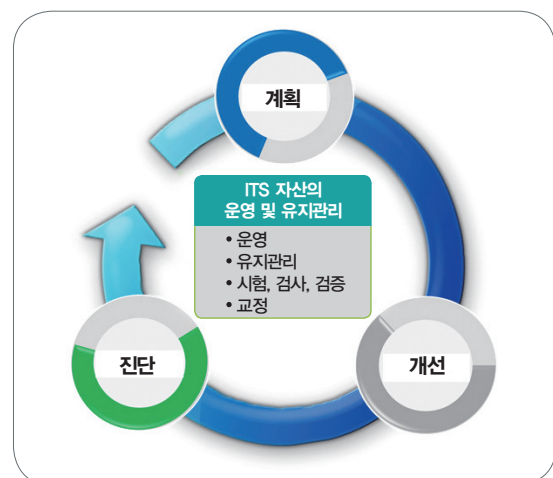 계획
ITS 자산의
운영 및 유지관리
• 운영
• 유지관리
• 시험, 검사, 검증
• 교정
진단
개선